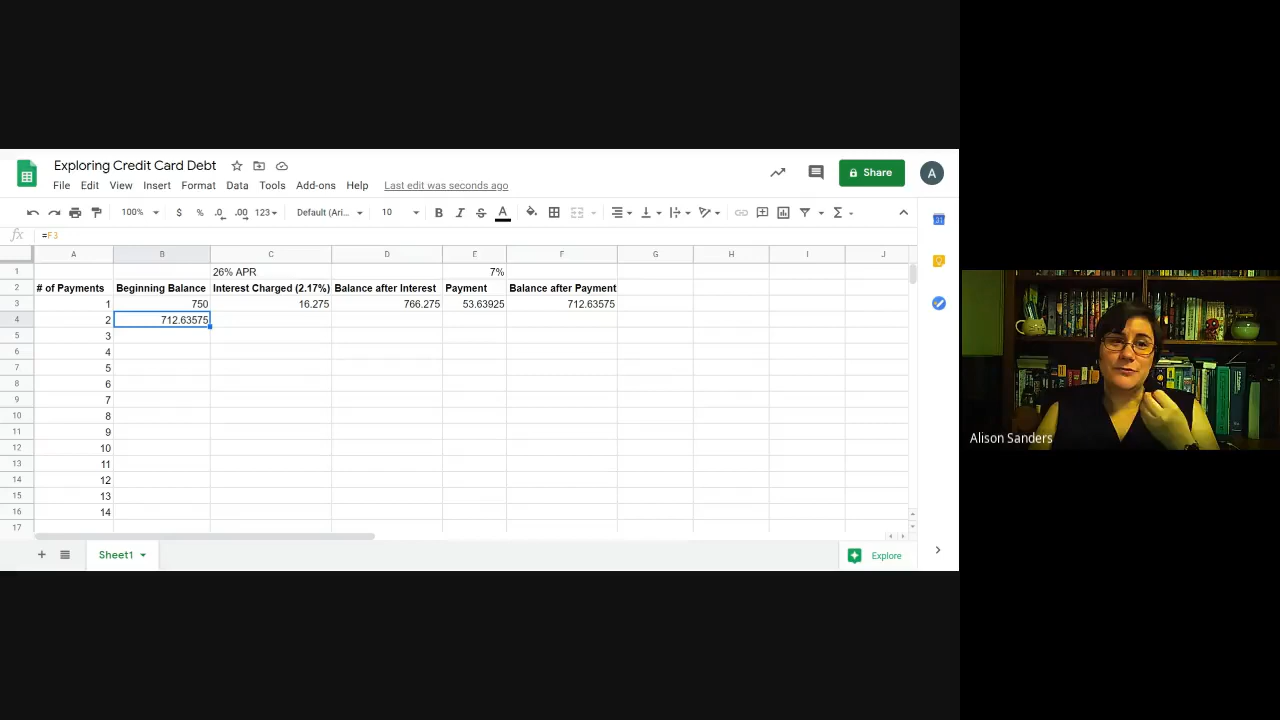 Exploring Credit Card Debt
File Edit View Insert Format Data Tools Add-ons Help Last edit was seconds ago
Share A
100% $ % .0 .00 123 Default (Ari... 10 B I S A Σ
fx =F3
A B C D E F G H I J
1 26% APR 7%
2 # of Payments Beginning Balance Interest Charged (2.17%) Balance after Interest Payment Balance after Payment
3 1 750 16.275 766.275 53.63925 712.63575
4 2 712.63575
5 3
6 4
7 5
8 6
9 7
10 8
11 9
12 10
13 11
14 12
15 13
16 14
17
+ Sheet1 Explore
31
Alison Sanders